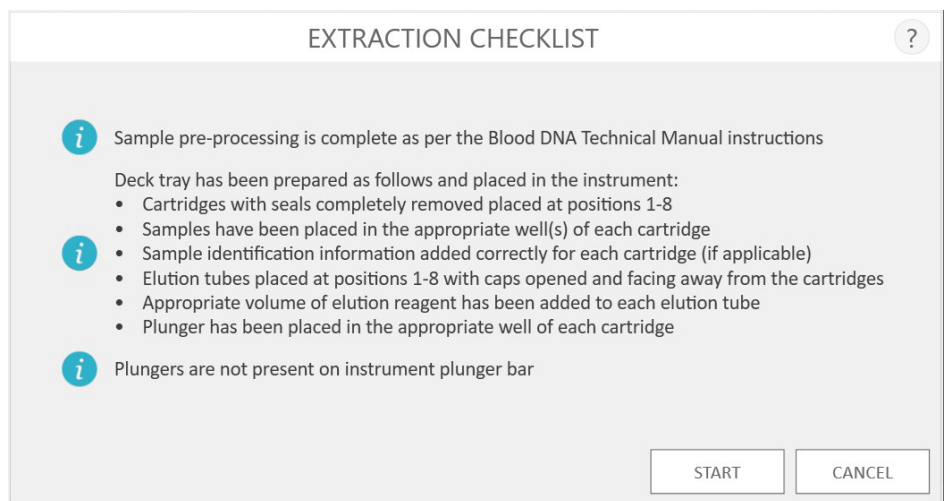 EXTRACTION CHECKLIST
?
i Sample pre-processing is complete as per the Blood DNA Technical Manual instructions
Deck tray has been prepared as follows and placed in the instrument:
• Cartridges with seals completely removed placed at positions 1-8
• Samples have been placed in the appropriate well(s) of each cartridge
i • Sample identification information added correctly for each cartridge (if applicable)
• Elution tubes placed at positions 1-8 with caps opened and facing away from the cartridges
• Appropriate volume of elution reagent has been added to each elution tube
• Plunger has been placed in the appropriate well of each cartridge
i Plungers are not present on instrument plunger bar
START CANCEL